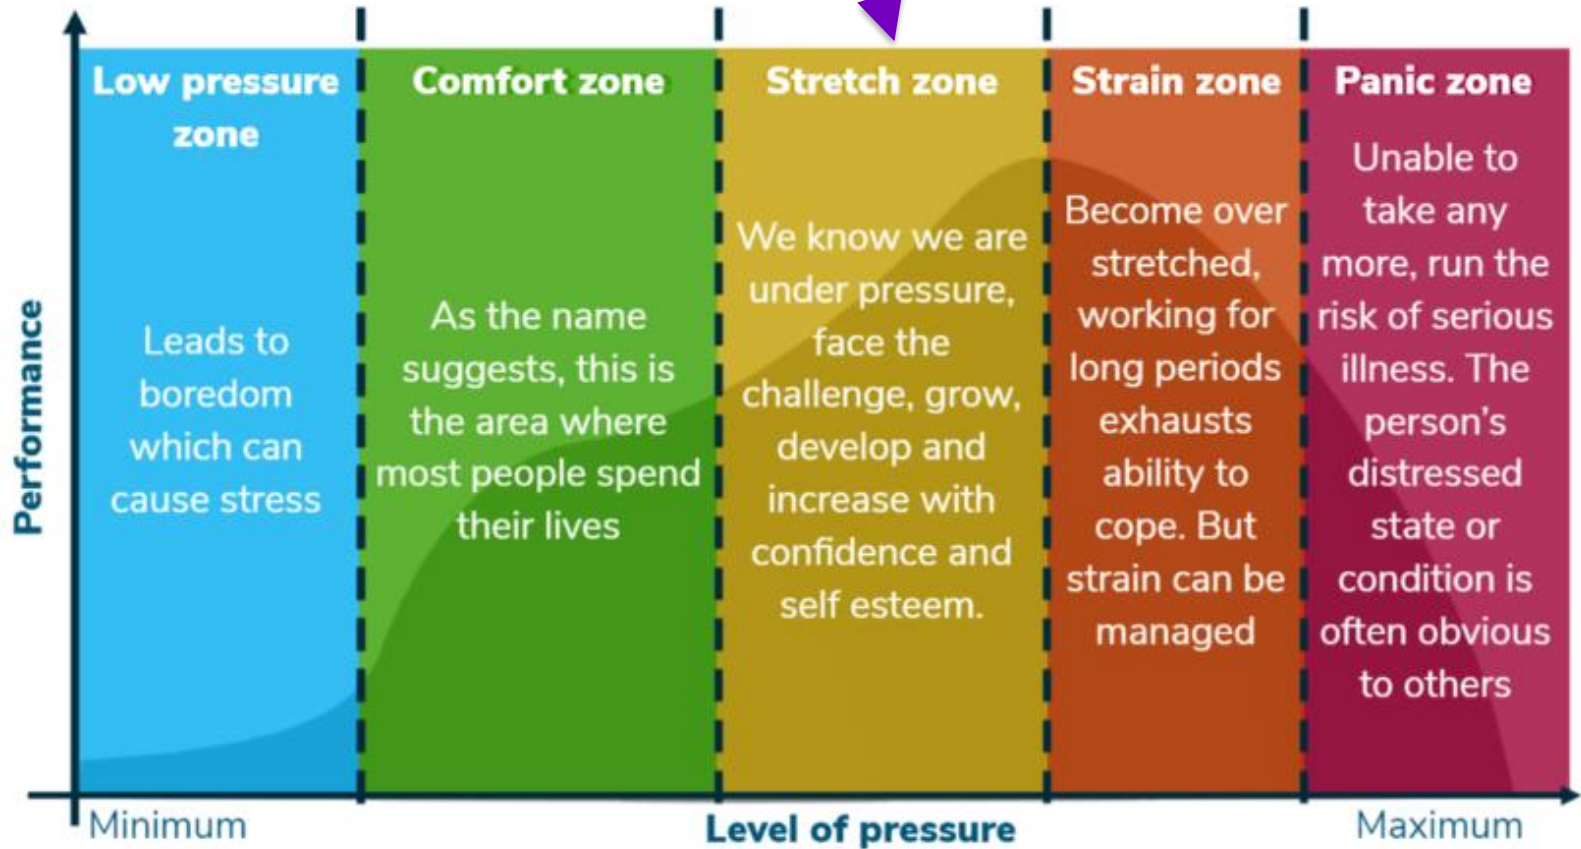 Low pressure
zone
Leads to
boredom
which can
cause stress
Comfort zone
As the name
suggests, this is
the area where
most people spend
their lives
Stretch zone
We know we are
under pressure,
face the
challenge, grow,
develop and
increase with
confidence and
self esteem.
Strain zone
Become over
stretched,
working for
long periods
exhausts
ability to
cope. But
strain can be
managed
Panic zone
Unable to
take any
more, run the
risk of serious
illness. The
person's
distressed
state or
condition is
often obvious
to others
Performance
Minimum
Level of pressure
Maximum